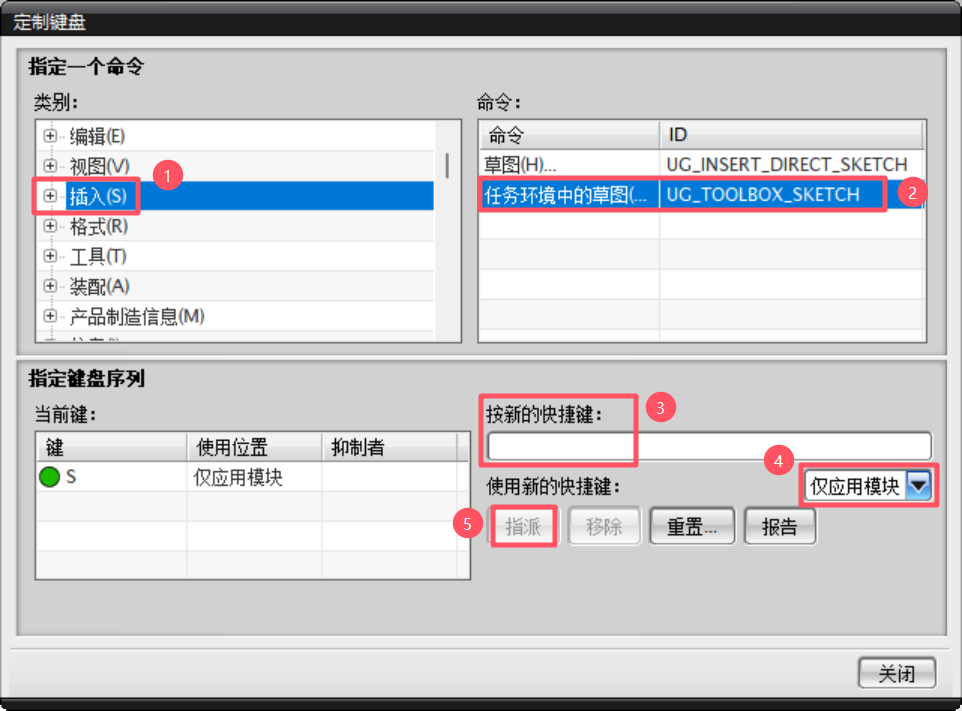 定制键盘
指定一个命令
类别:
编辑(E)
视图(V)
1
插入(S)
格式(R)
工具(T)
装配(A)
产品制造信息(M)
命令:
命令 ID
草图(H)... UG_INSERT_DIRECT_SKETCH
任务环境中的草图(... UG_TOOLBOX_SKETCH
2
指定键盘序列
当前键:
键 使用位置 抑制者
S 仅应用模块
按新的快捷键:
3
4
使用新的快捷键:
仅应用模块
5
指派 移除 重置... 报告
关闭